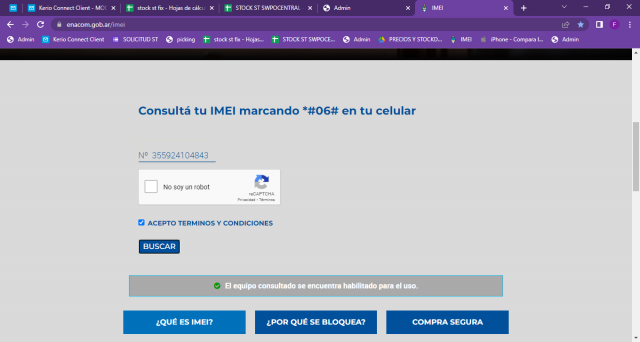 Kerio Connect Client - MDC
stock st fix - Hojas de cálcu
STOCK ST SWPOCENTRAL
Admin
IMEI
enacom.gob.ar/imei
F
Admin
Kerio Connect Client
SOLICITUD ST
picking
stock st fix - Hojas...
STOCK ST SWPOCE...
Admin
PRECIOS Y STOCKD...
IMEI
iPhone - Compara l...
Admin
Consultá tu IMEI marcando *#06# en tu celular
Nº 355924104843
No soy un robot
reCAPTCHA
Privacidad - Términos
ACEPTO TERMINOS Y CONDICIONES
BUSCAR
El equipo consultado se encuentra habilitado para el uso.
¿QUÉ ES IMEI?
¿POR QUÉ SE BLOQUEA?
COMPRA SEGURA